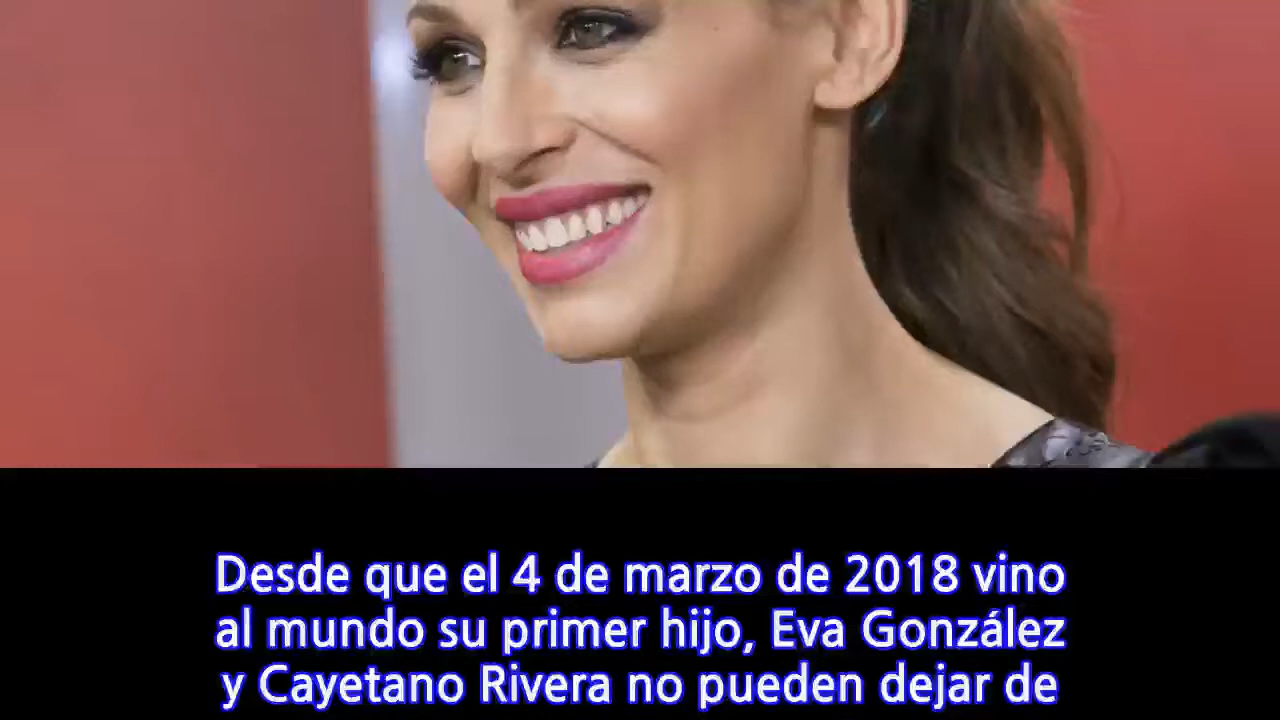 Desde que el 4 de marzo de 2018 vino
al mundo su primer hijo, Eva González
y Cayetano Rivera no pueden dejar de